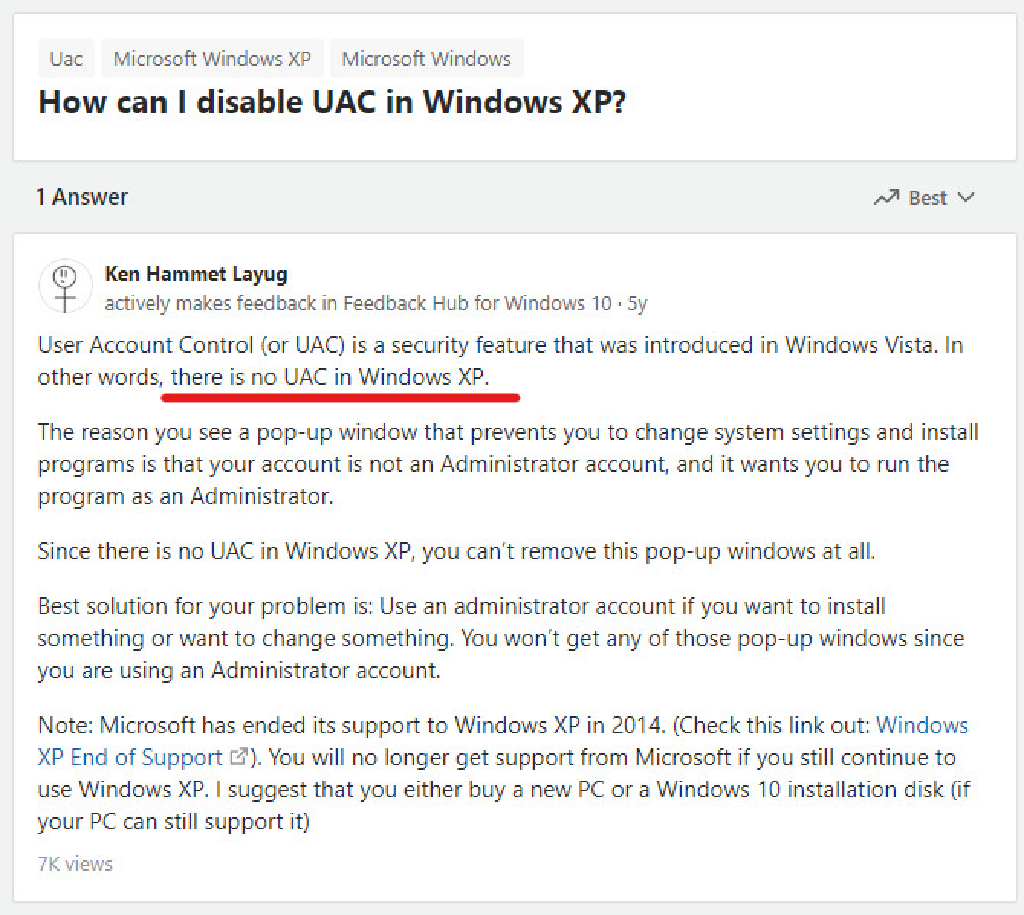 Uac Microsoft Windows XP Microsoft Windows
How can I disable UAC in Windows XP?
1 Answer
Best
Ken Hammet Layug
actively makes feedback in Feedback Hub for Windows 10 · 5y
User Account Control (or UAC) is a security feature that was introduced in Windows Vista. In
other words, there is no UAC in Windows XP.
The reason you see a pop-up window that prevents you to change system settings and install
programs is that your account is not an Administrator account, and it wants you to run the
program as an Administrator.
Since there is no UAC in Windows XP, you can't remove this pop-up windows at all.
Best solution for your problem is: Use an administrator account if you want to install
something or want to change something. You won't get any of those pop-up windows since
you are using an Administrator account.
Note: Microsoft has ended its support to Windows XP in 2014. (Check this link out: Windows
XP End of Support). You will no longer get support from Microsoft if you still continue to
use Windows XP. I suggest that you either buy a new PC or a Windows 10 installation disk (if
your PC can still support it)
7K views